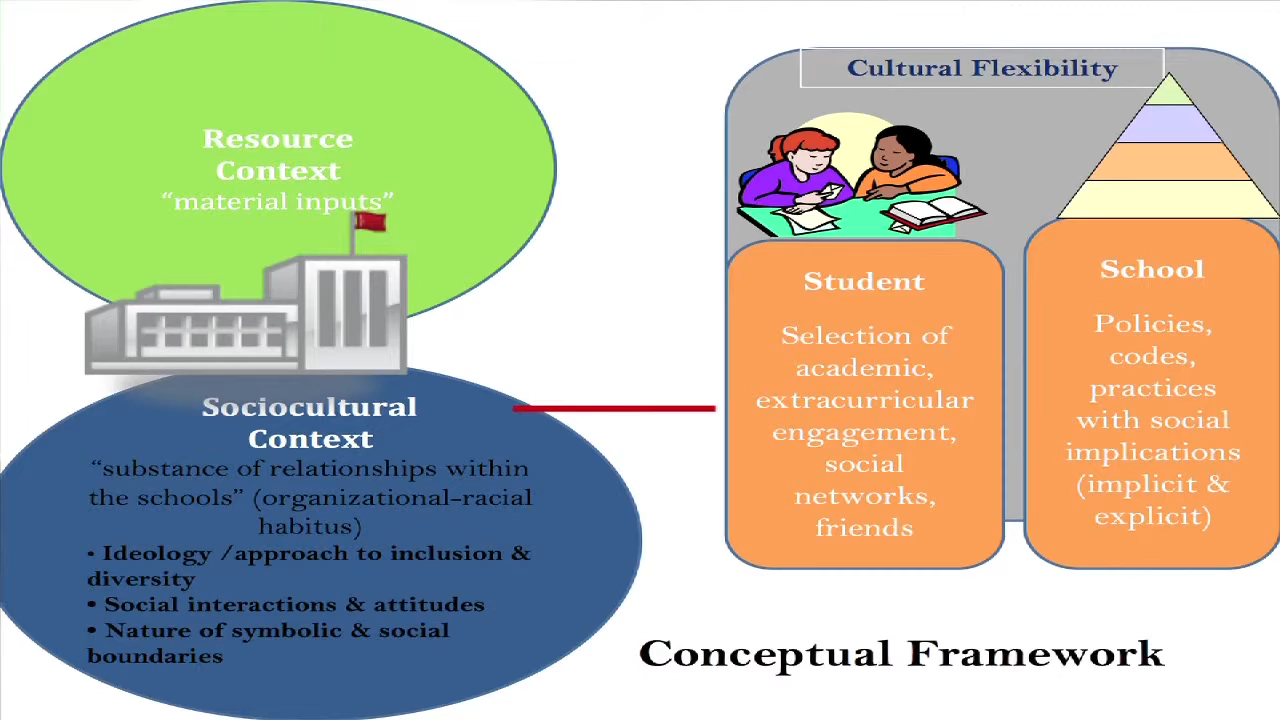 Resource
Context
“material inputs”
Sociocultural
Context
“substance of relationships within
the schools” (organizational-racial
habitus)
• Ideology /approach to inclusion &
diversity
• Social interactions & attitudes
• Nature of symbolic & social
boundaries
Cultural Flexibility
Student
Selection of
academic,
extracurricular
engagement,
social
networks,
friends
School
Policies,
codes,
practices
with social
implications
(implicit &
explicit)
Conceptual Framework